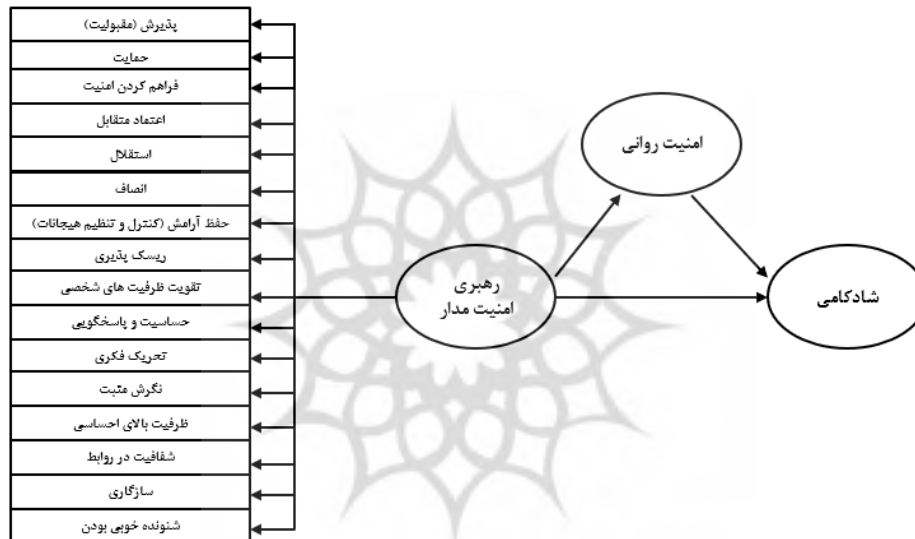 پذیرش (مقبولیت)
حمایت
فراهم کردن امنیت
اعتماد متقابل
استقلال
انصاف
حفظ آرامش (کنترل و تنظیم هیجانات)
ریسک پذیری
تقویت ظرفیت های شخصی
حساسیت و پاسخگویی
تحریک فکری
نگرش مثبت
ظرفیت بالای احساسی
شفافیت در روابط
سازگاری
شنونده خوبی بودن
رهبری
امنیت مدار
امنیت روانی
شادکامی